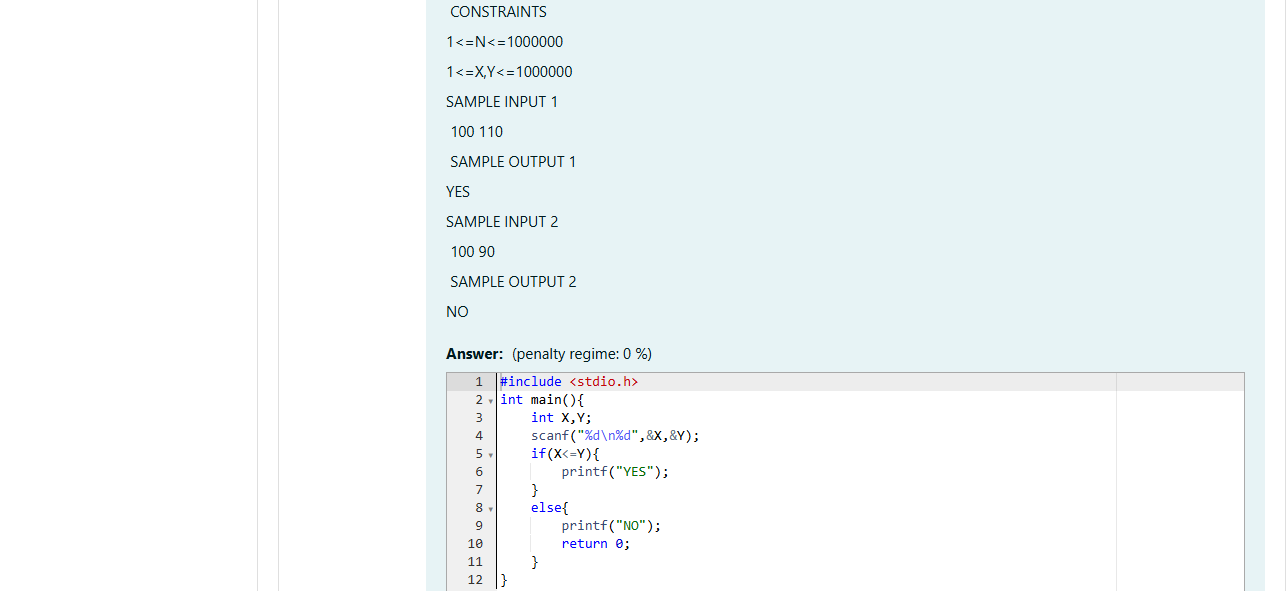 CONSTRAINTS
1<=N<=1000000
1<=X,Y<=1000000
SAMPLE INPUT 1
100 110
SAMPLE OUTPUT 1
YES
SAMPLE INPUT 2
100 90
SAMPLE OUTPUT 2
NO
Answer: (penalty regime: 0 %)
1 #include <stdio.h>
2 int main(){
3     int X,Y;
4     scanf("%d\n%d",&X,&Y);
5     if(X<=Y){
6         printf("YES");
7     }
8     else{
9         printf("NO");
10         return 0;
11     }
12 }